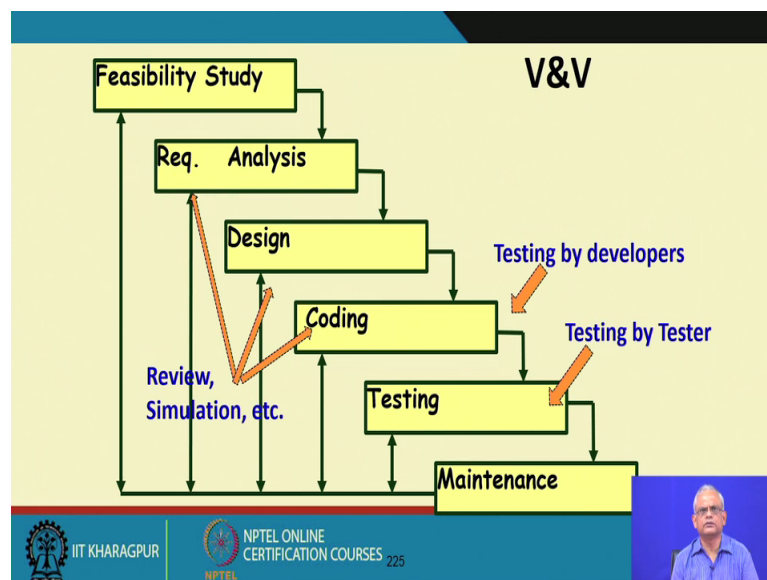 V&V
Feasibility Study
Req. Analysis
Design
Testing by developers
Coding
Testing by Tester
Review,
Simulation, etc.
Testing
Maintenance
IIT KHARAGPUR
NPTEL ONLINE
CERTIFICATION COURSES
225
NPTEL